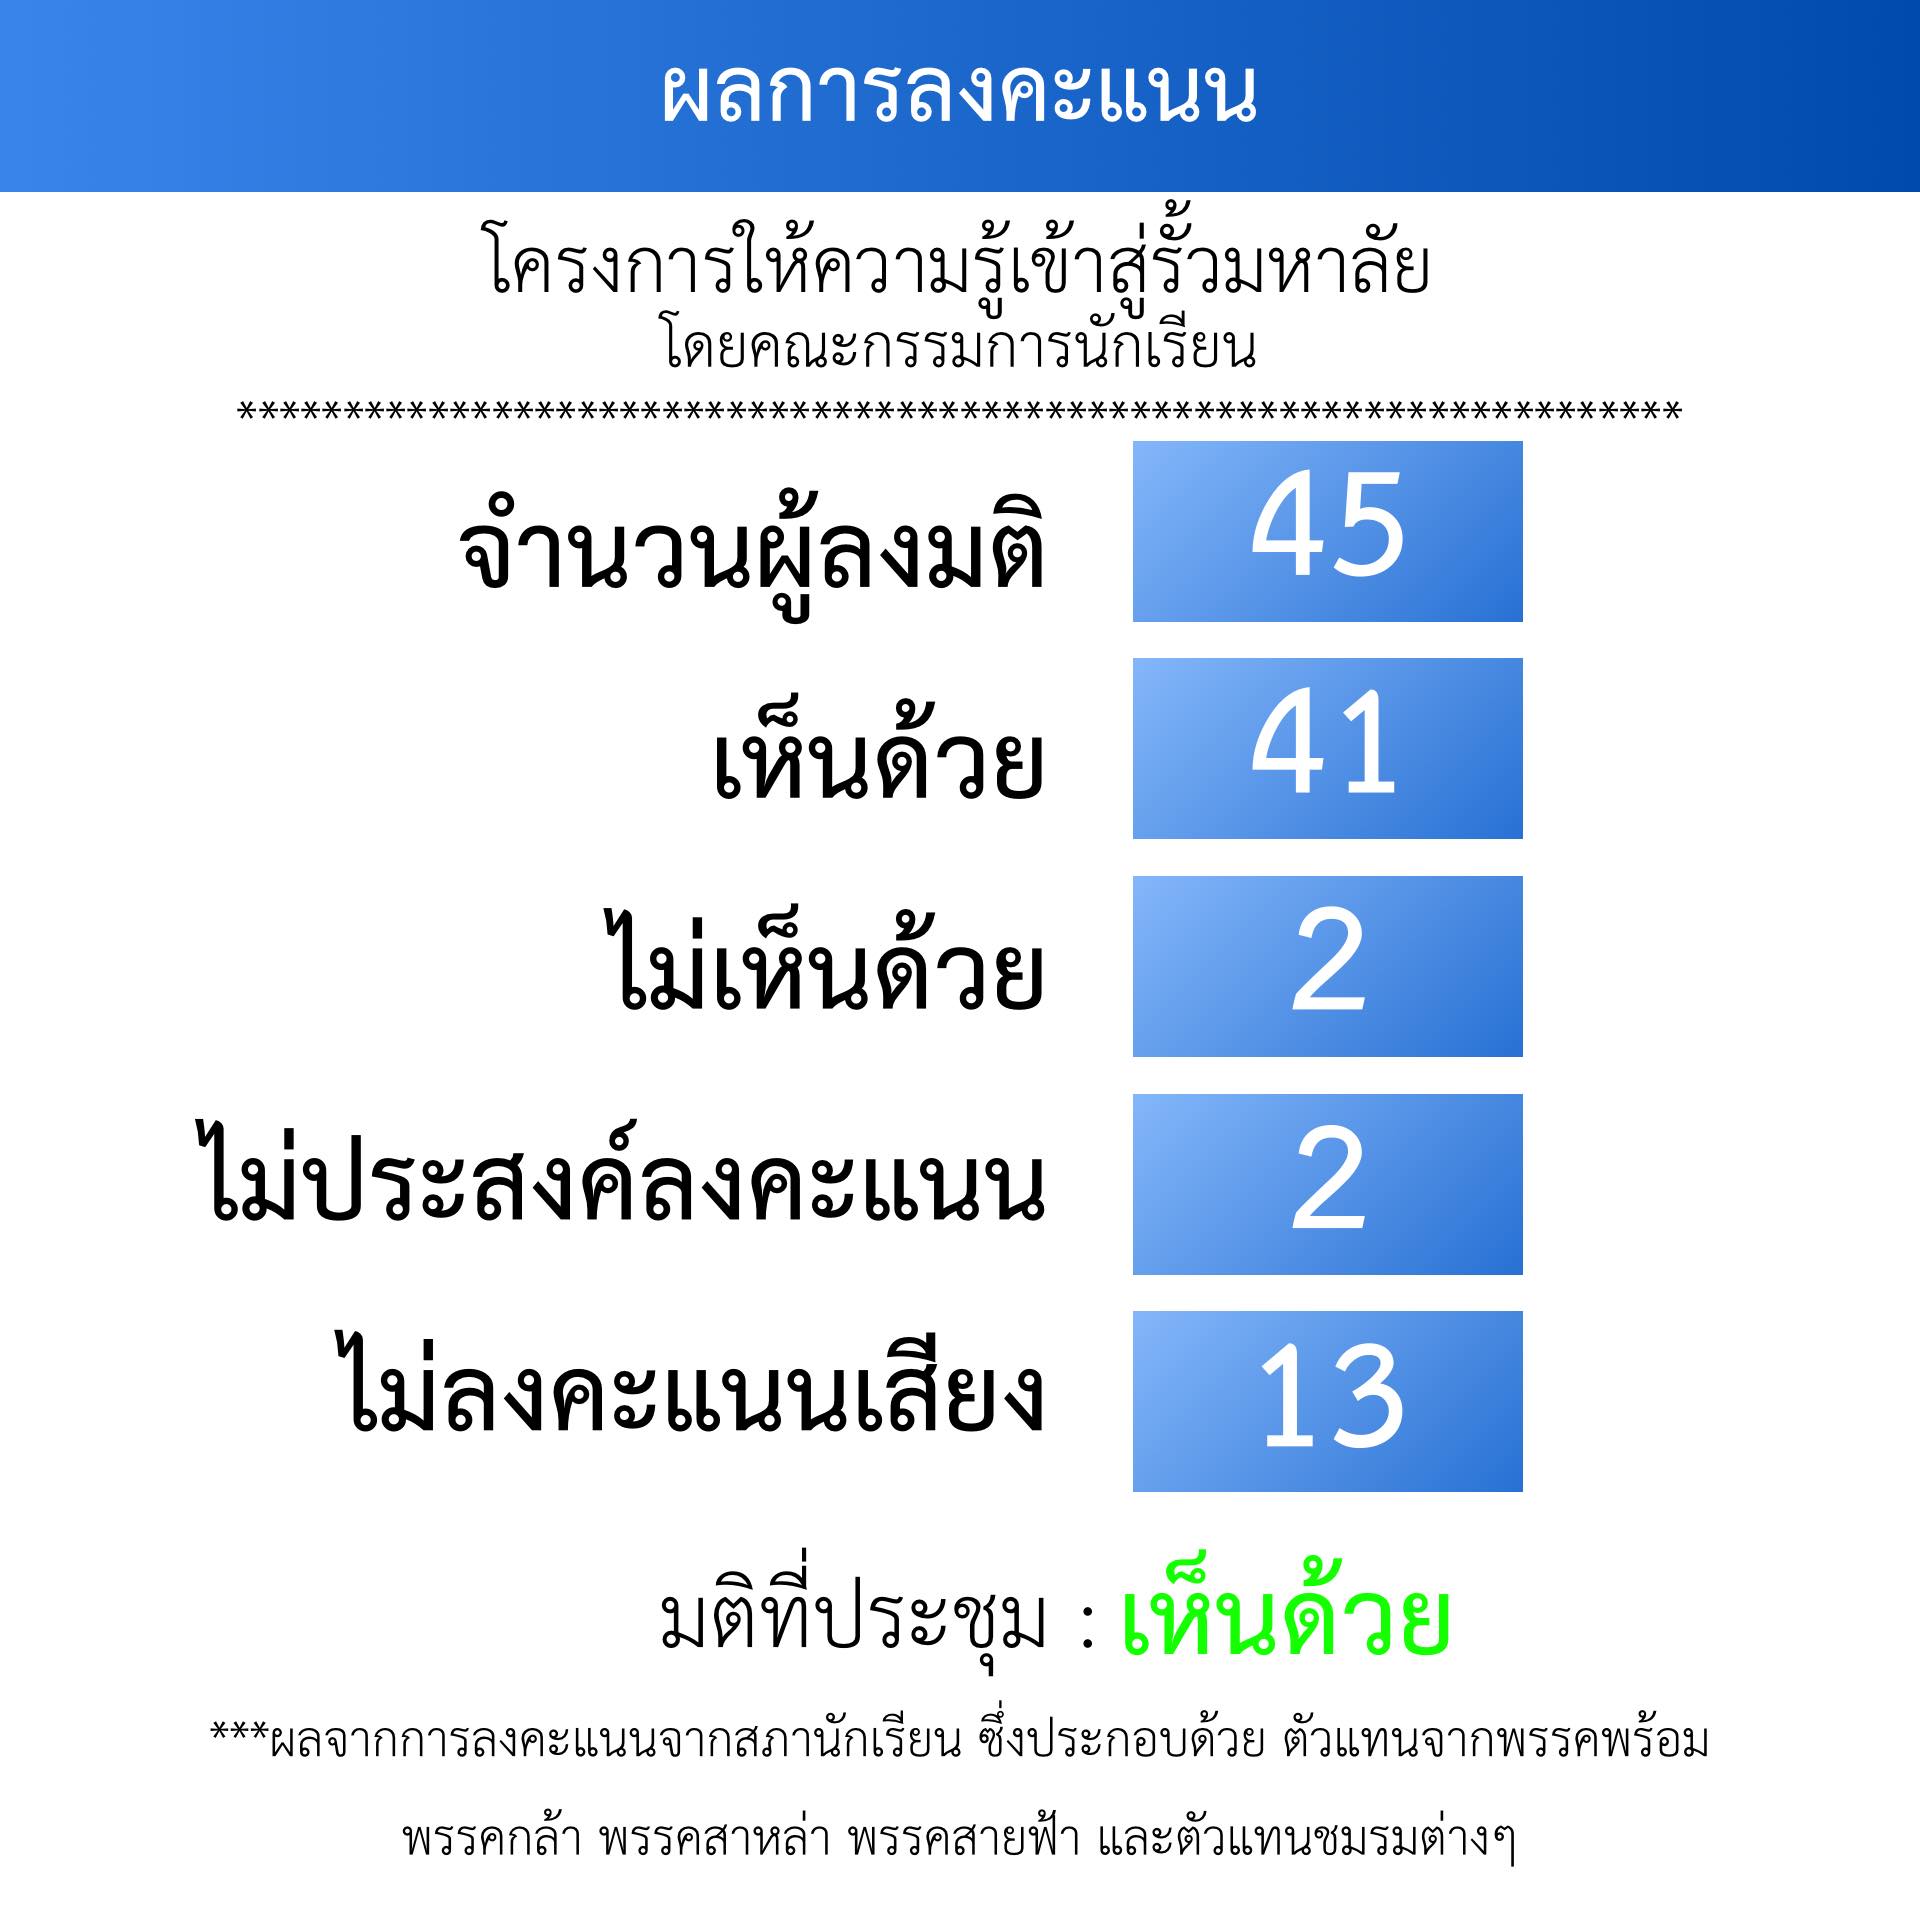 ผลการลงคะแนน
โครงการให้ความรู้เข้าสู่รั้วมหาลัย
โดยคณะกรรมการนักเรียน
********************************************************************
จำนวนผู้ลงมติ 45
เห็นด้วย 41
ไม่เห็นด้วย 2
ไม่ประสงค์ลงคะแนน 2
ไม่ลงคะแนนเสียง 13
มติที่ประชุม : เห็นด้วย
***ผลจากการลงคะแนนจากสภานักเรียน ซึ่งประกอบด้วย ตัวแทนจากพรรคพร้อม
พรรคกล้า พรรคสาหล่า พรรคสายฟ้า และตัวแทนชมรมต่างๆ